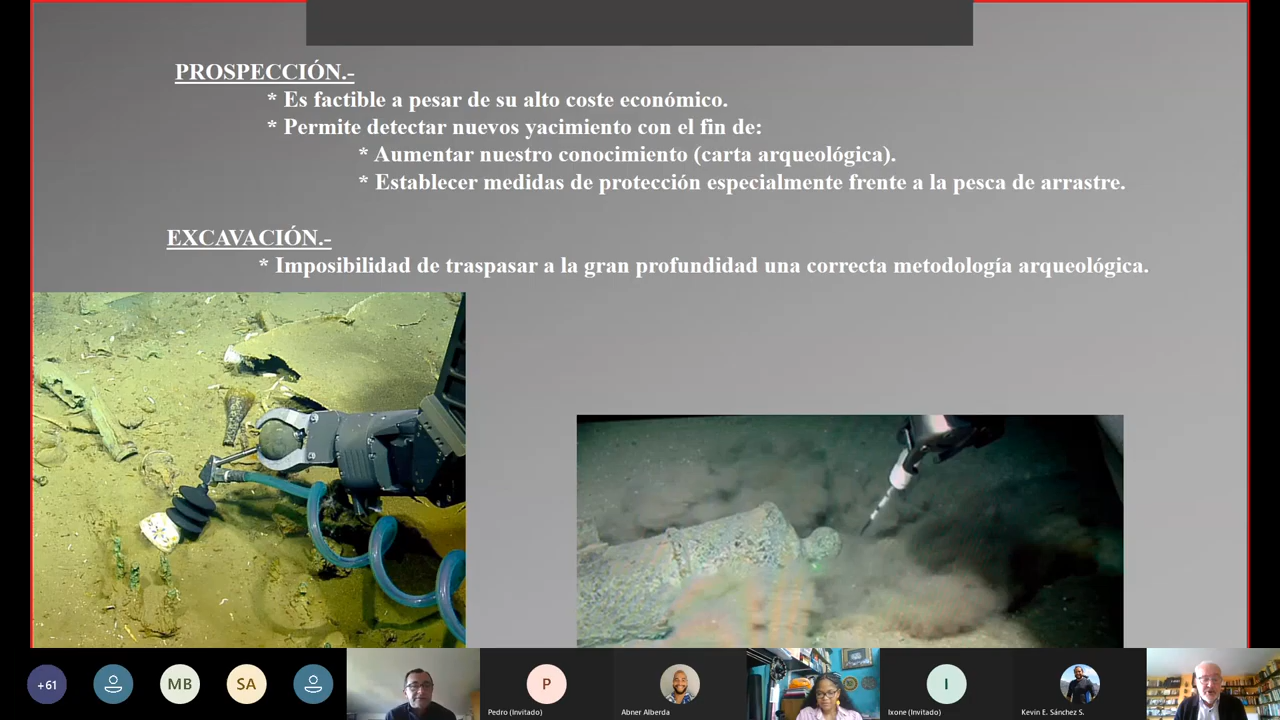 PROSPECCIÓN.-
* Es factible a pesar de su alto coste económico.
* Permite detectar nuevos yacimiento con el fin de:
* Aumentar nuestro conocimiento (carta arqueológica).
* Establecer medidas de protección especialmente frente a la pesca de arrastre.
EXCAVACIÓN.-
* Imposibilidad de traspasar a la gran profundidad una correcta metodología arqueológica.
+61
MB
SA
P
I
Pedro (Invitado)
Abner Alberda
Ixone (Invitado)
Kevin E. Sánchez S.